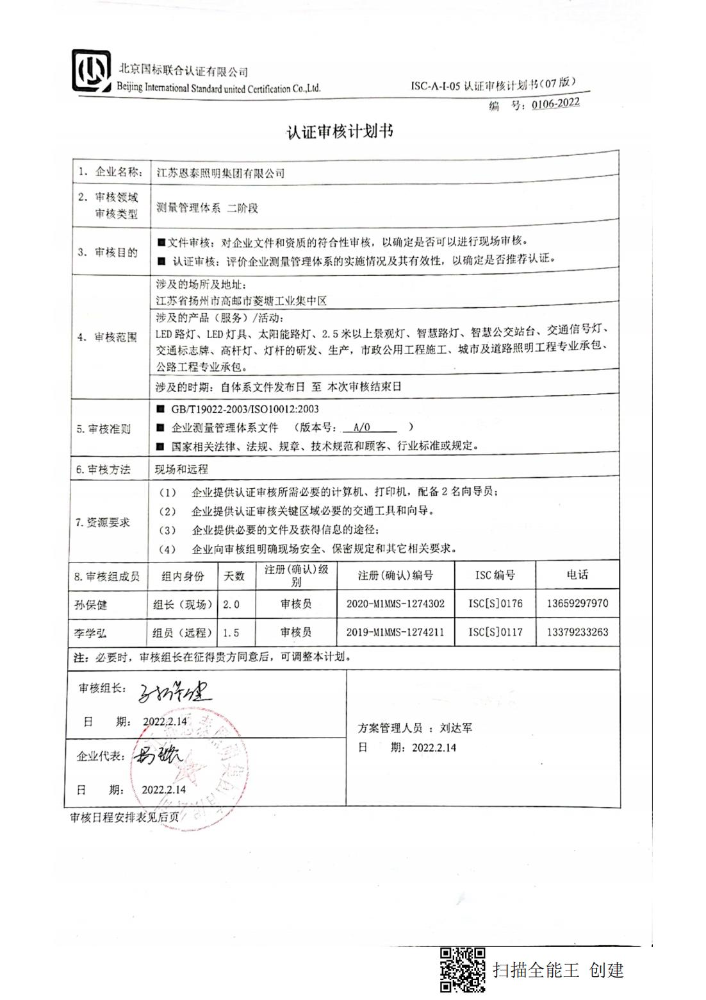 北京国标联合认证有限公司
Beijing International Standard united Certification Co.,Ltd.
ISC-A-I-05 认证审核计划书(07 版)
编 号: 0106-2022
认证审核计划书
1. 企业名称: 江苏恩泰照明集团有限公司
2. 审核领域
审核类型
测量管理体系 二阶段
3. 审核目的
■文件审核: 对企业文件和资质的符合性审核, 以确定是否可以进行现场审核。
■ 认证审核: 评价企业测量管理体系的实施情况及其有效性, 以确定是否推荐认证。
4. 审核范围
涉及的场所及地址:
江苏省扬州市高邮市菱塘工业集中区
涉及的产品(服务)/活动:
LED 路灯、LED 灯具、太阳能路灯、2.5 米以上景观灯、智慧路灯、智慧公交站台、交通信号灯、
交通标志牌、高杆灯、灯杆的研发、生产, 市政公用工程施工、城市及道路照明工程专业承包、
公路工程专业承包。
涉及的时期: 自体系文件发布日 至 本次审核结束日
5.审核准则
■ GB/T19022-2003/ISO10012:2003
■ 企业测量管理体系文件 (版本号: A/0 )
■ 国家相关法律、法规、规章、技术规范和顾客、行业标准或规定。
6.审核方法 现场和远程
7.资源要求
(1) 企业提供认证审核所需必要的计算机、打印机, 配备 2 名向导员;
(2) 企业提供认证审核关键区域必要的交通工具和向导。
(3) 企业提供必要的文件及获得信息的途径;
(4) 企业向审核组明确现场安全、保密规定和其它相关要求。
8.审核组成员 组内身份 天数 注册(确认)级别 注册(确认)编号 ISC 编号 电话
孙保健 组长(现场) 2.0 审核员 2020-M1MMS-1274302 ISC[S]0176 13659297970
李学弘 组员(远程) 1.5 审核员 2019-M1MMS-1274211 ISC[S]0117 13379233263
注: 必要时, 审核组长在征得贵方同意后, 可调整本计划。
审核组长: 孙保健
日 期: 2022.2.14
企业代表:
日 期: 2022.2.14
方案管理人员 : 刘达军
日 期: 2022.2.14
审核日程安排表见后页
扫描全能王 创建